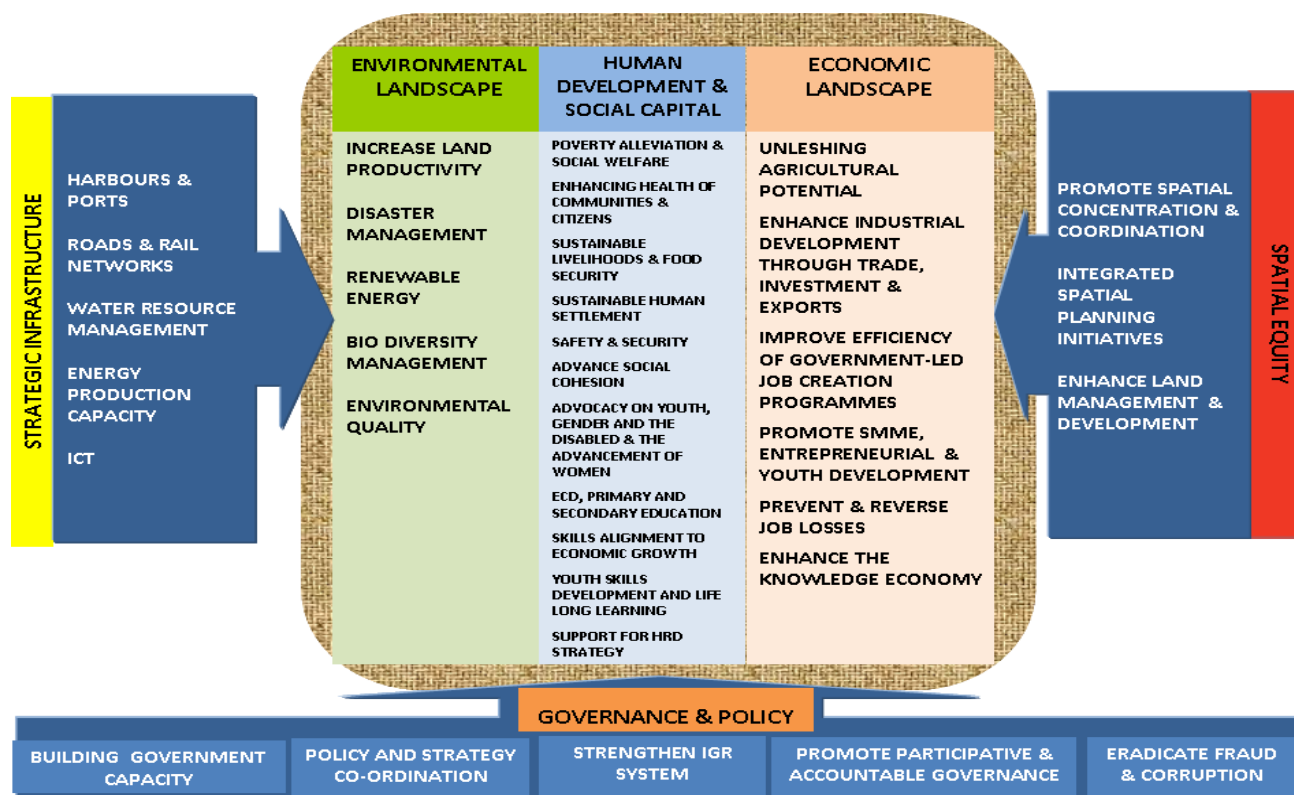 STRATEGIC INFRASTRUCTURE
HARBOURS &
PORTS
ROADS & RAIL
NETWORKS
WATER RESOURCE
MANAGEMENT
ENERGY
PRODUCTION
CAPACITY
ICT
ENVIRONMENTAL
LANDSCAPE
INCREASE LAND
PRODUCTIVITY
DISASTER
MANAGEMENT
RENEWABLE
ENERGY
BIO DIVERSITY
MANAGEMENT
ENVIRONMENTAL
QUALITY
HUMAN
DEVELOPMENT &
SOCIAL CAPITAL
POVERTY ALLEVIATION &
SOCIAL WELFARE
ENHANCING HEALTH OF
COMMUNITIES &
CITIZENS
SUSTAINABLE
LIVELIHOODS & FOOD
SECURITY
SUSTAINABLE HUMAN
SETTLEMENT
SAFETY & SECURITY
ADVANCE SOCIAL
COHESION
ADVOCACY ON YOUTH,
GENDER AND THE
DISABLED & THE
ADVANCEMENT OF
WOMEN
ECD, PRIMARY AND
SECONDARY EDUCATION
SKILLS ALIGNMENT TO
ECONOMIC GROWTH
YOUTH SKILLS
DEVELOPMENT AND LIFE
LONG LEARNING
SUPPORT FOR HRD
STRATEGY
ECONOMIC
LANDSCAPE
UNLESHING
AGRICULTURAL
POTENTIAL
ENHANCE INDUSTRIAL
DEVELOPMENT
THROUGH TRADE,
INVESTMENT &
EXPORTS
IMPROVE EFFICIENCY
OF GOVERNMENT-LED
JOB CREATION
PROGRAMMES
PROMOTE SMME,
ENTREPRENEURIAL &
YOUTH DEVELOPMENT
PREVENT & REVERSE
JOB LOSSES
ENHANCE THE
KNOWLEDGE ECONOMY
PROMOTE SPATIAL
CONCENTRATION &
COORDINATION
INTEGRATED
SPATIAL
PLANNING
INITIATIVES
ENHANCE LAND
MANAGEMENT &
DEVELOPMENT
SPATIAL EQUITY
GOVERNANCE & POLICY
BUILDING GOVERNMENT
CAPACITY
POLICY AND STRATEGY
CO-ORDINATION
STRENGTHEN IGR
SYSTEM
PROMOTE PARTICIPATIVE &
ACCOUNTABLE GOVERNANCE
ERADICATE FRAUD
& CORRUPTION